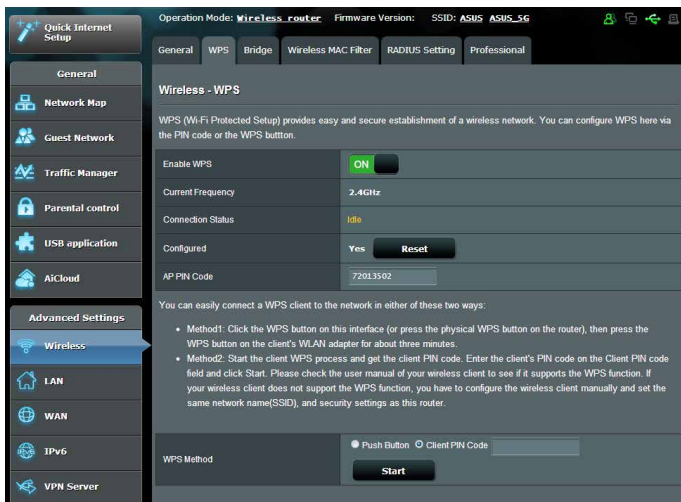 Quick Internet
Setup
Operation Mode: Wireless router Firmware Version: SSID: ASUS ASUS_5G
General WPS Bridge Wireless MAC Filter RADIUS Setting Professional
General
Network Map
Guest Network
Traffic Manager
Parental control
USB application
AiCloud
Advanced Settings
Wireless
LAN
WAN
IPv6
VPN Server
Wireless - WPS
WPS (Wi-Fi Protected Setup) provides easy and secure establishment of a wireless network. You can configure WPS here via
the PIN code or the WPS buttton.
Enable WPS ON
Current Frequency 2.4GHz
Connection Status Idle
Configured Yes Reset
AP PIN Code 72013502
You can easily connect a WPS client to the network in either of these two ways:
• Method1: Click the WPS button on this interface (or press the physical WPS button on the router), then press the
WPS button on the client's WLAN adapter for about three minutes.
• Method2: Start the client WPS process and get the client PIN code. Enter the client's PIN code on the Client PIN code
field and click Start. Please check the user manual of your wireless client to see if it supports the WPS function. If
your wireless client does not support the WPS function, you have to configure the wireless client manually and set the
same network name(SSID), and security settings as this router.
WPS Method Push Button Client PIN Code
Start